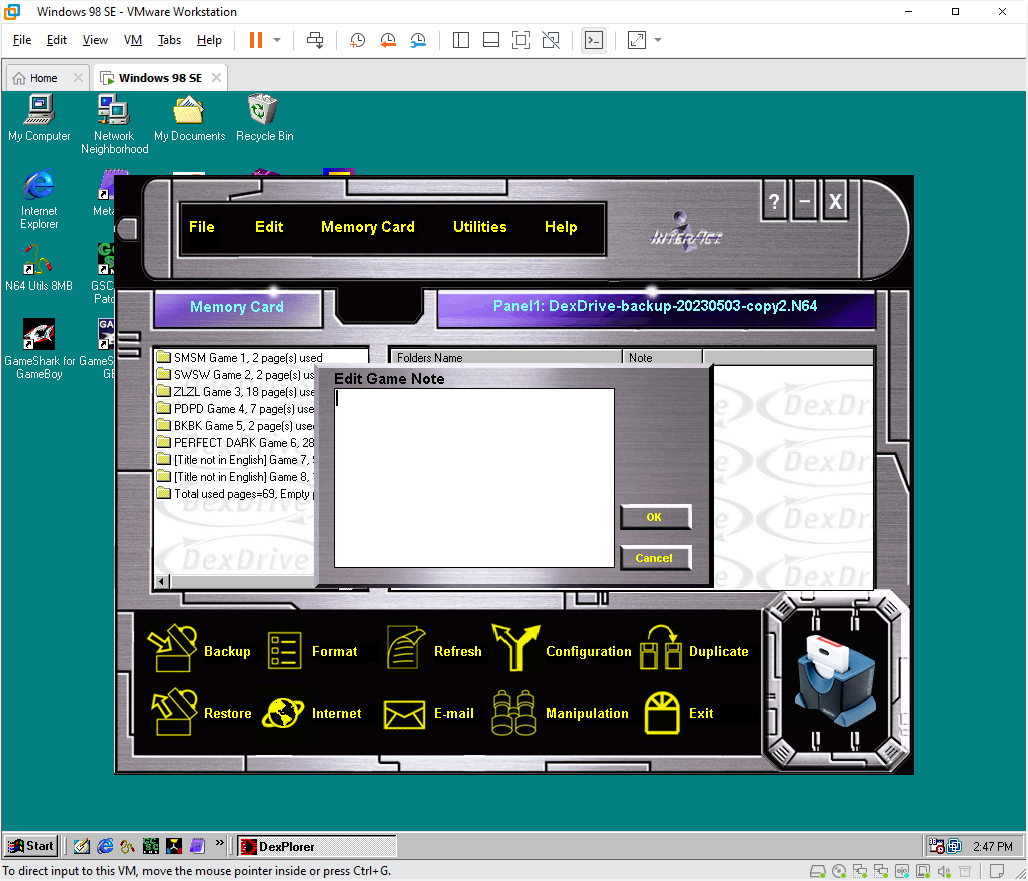 Windows 98 SE - VMware Workstation
File Edit View VM Tabs Help
Home Windows 98 SE
My Computer
Network Neighborhood
My Documents
Recycle Bin
Internet Explorer
Meta
N64 Utils 8MB
GSC
Patc
GameShark for GameBoy
GameS
GB
? – X
File Edit Memory Card Utilities Help
INTERACT
Memory Card
Panel1: DexDrive-backup-20230503-copy2.N64
SMSM Game 1, 2 page(s) used
SWSW Game 2, 2 page(s) us
ZLZL Game 3, 18 page(s) use
PDPD Game 4, 7 page(s) used
BKBK Game 5, 2 page(s) used
PERFECT DARK Game 6, 28
[Title not in English] Game 7,
[Title not in English] Game 8,
Total used pages=69, Empty
DexDrive
DexDrive
Folders Name Note
Edit Game Note
OK
Cancel
e DexDri
e DexDri
e DexDri
e DexDri
Backup Format Refresh Configuration Duplicate
Restore Internet E-mail Manipulation Exit
Start DexPlorer 2:47 PM
To direct input to this VM, move the mouse pointer inside or press Ctrl+G.